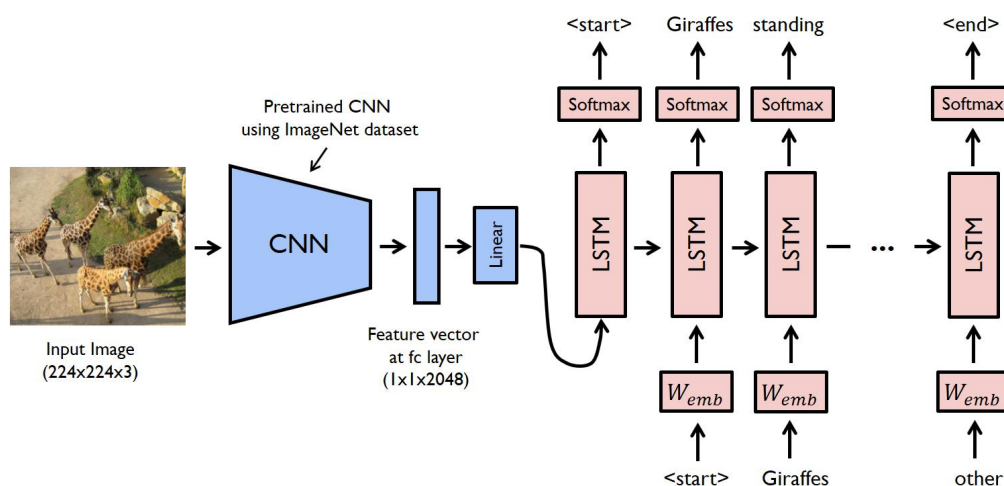 <start> Giraffes standing <end>
Softmax Softmax Softmax Softmax
Pretrained CNN
using ImageNet dataset
CNN
Linear
LSTM LSTM LSTM ... LSTM
Input Image
(224x224x3)
Feature vector
at fc layer
(1x1x2048)
W_emb W_emb W_emb
<start> Giraffes other